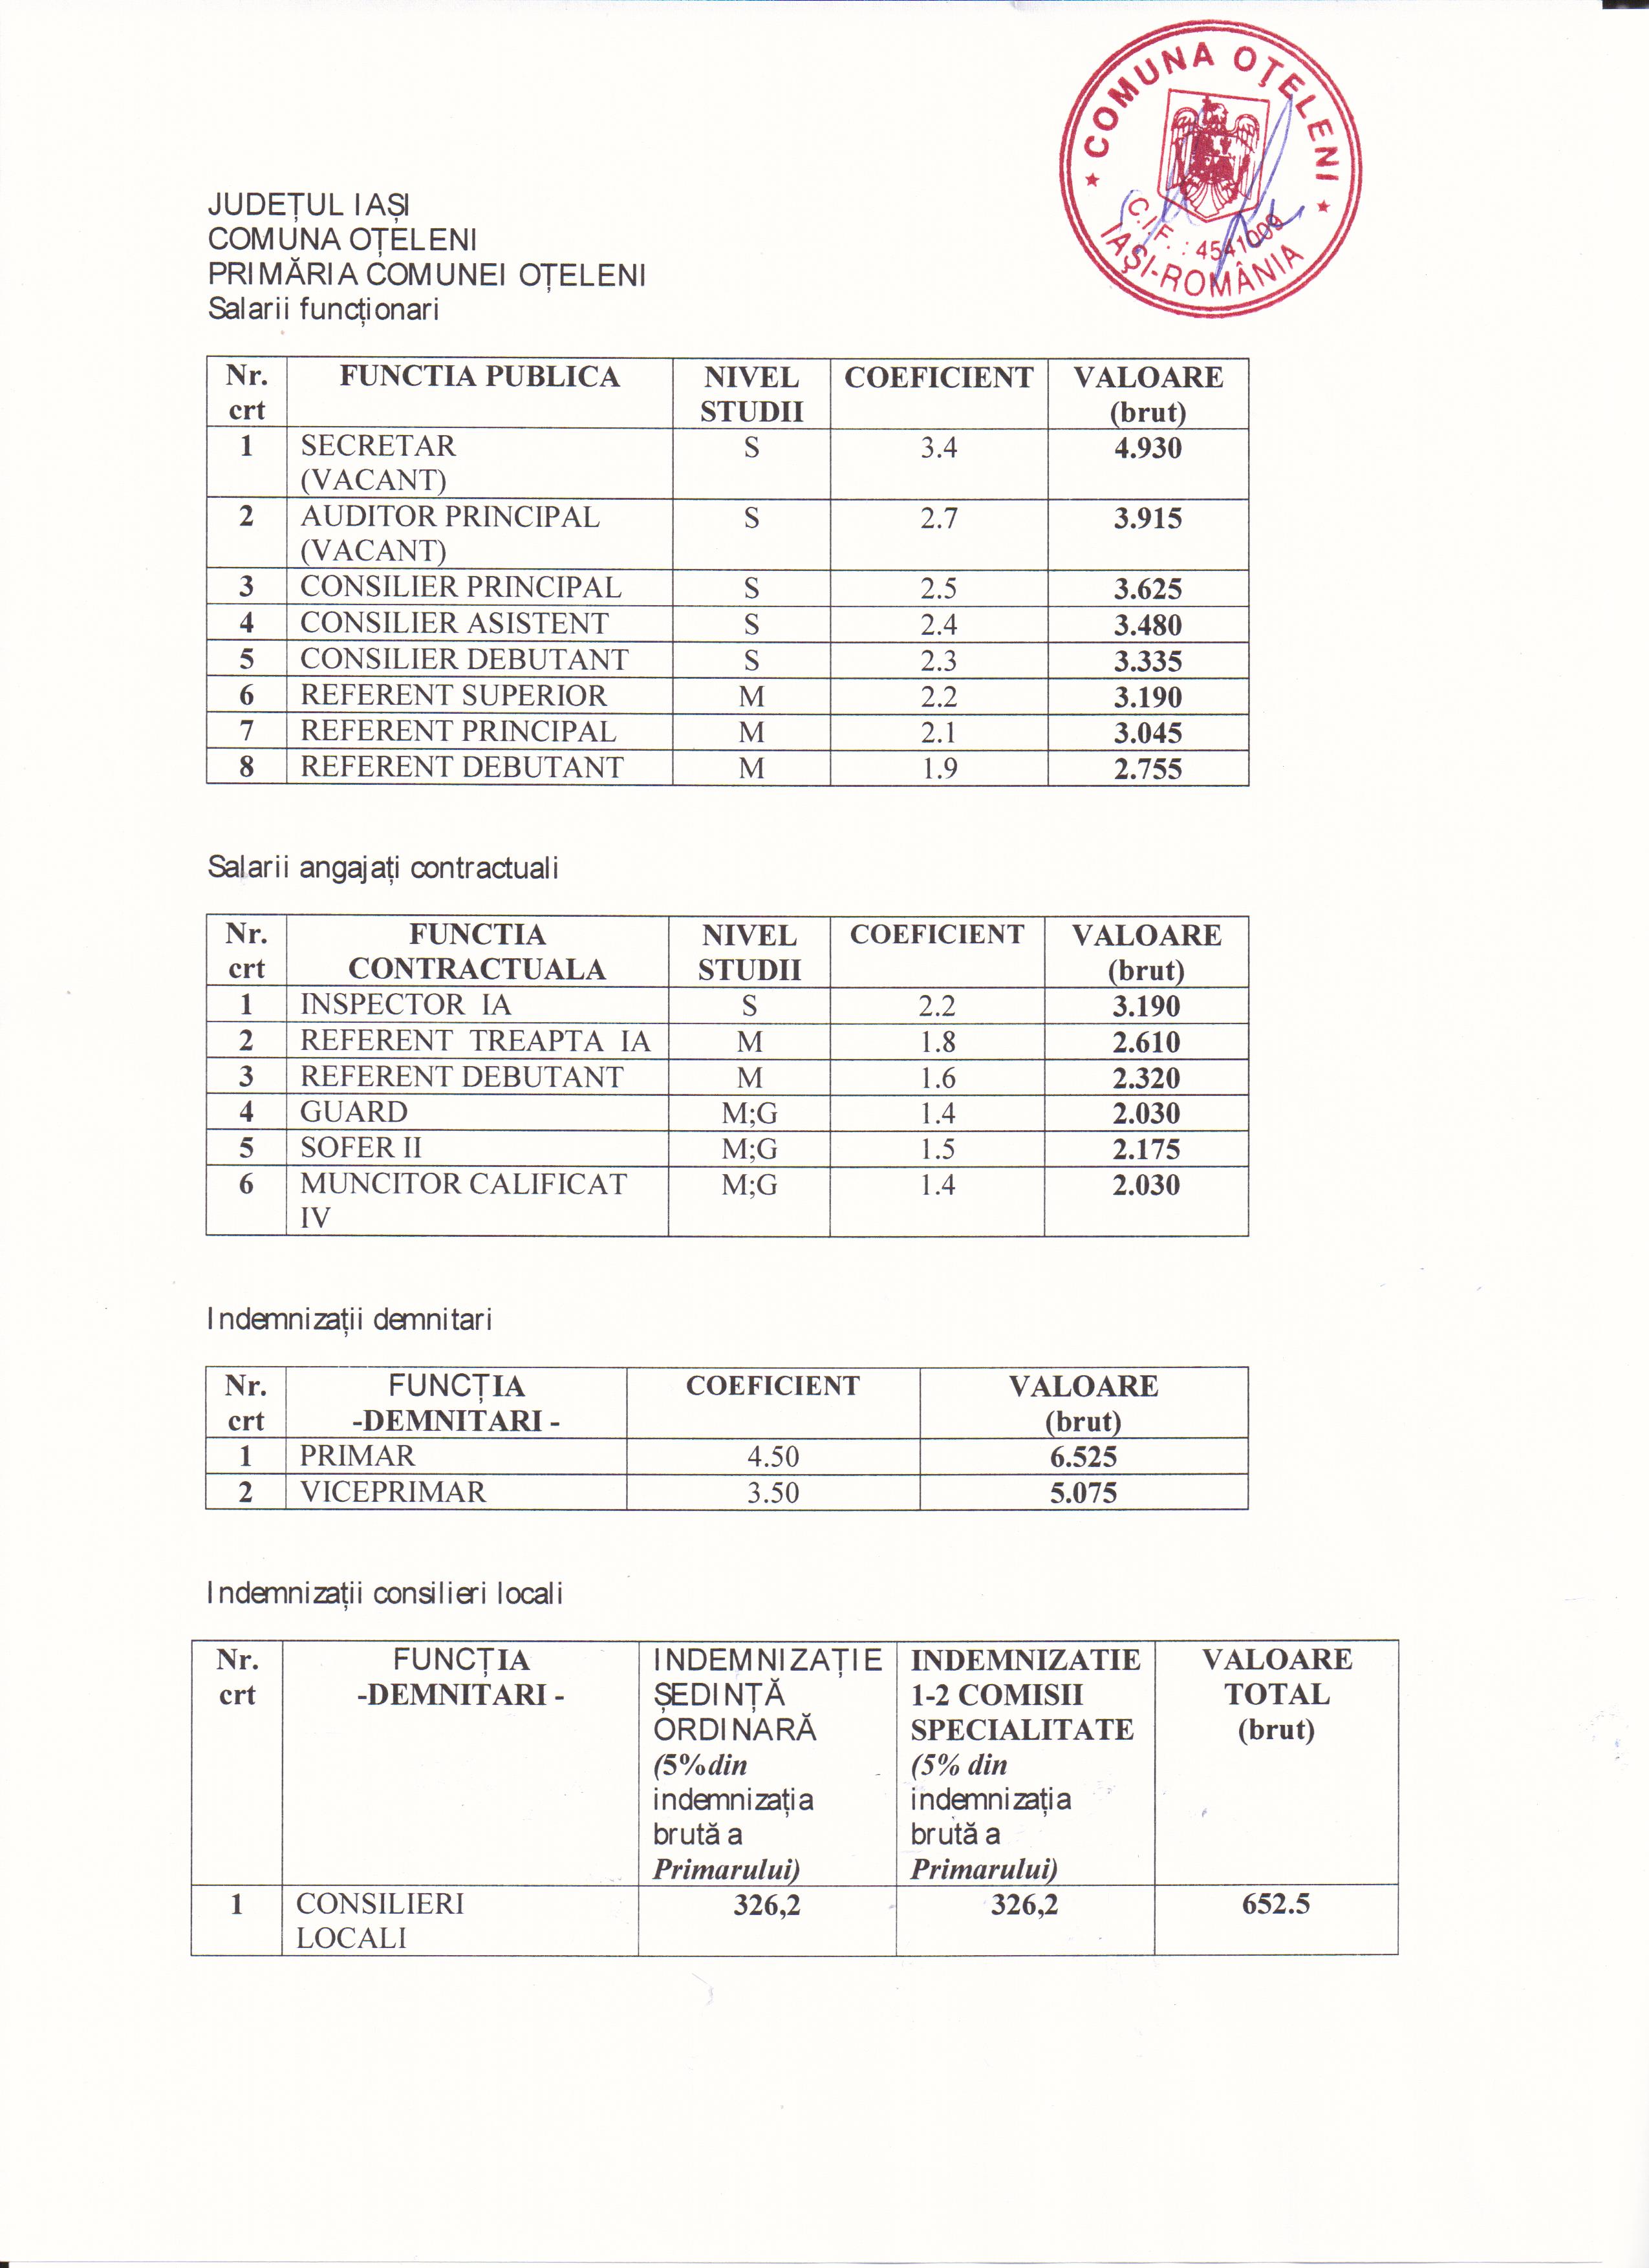 COMUNA OȚELENI
C.I.F. : 4541009
IAȘI-ROMÂNIA
JUDEȚUL IAȘI
COMUNA OȚELENI
PRIMĂRIA COMUNEI OȚELENI
Salarii funcționari
Nr. crt FUNCTIA PUBLICA NIVEL STUDII COEFICIENT VALOARE (brut)
1 SECRETAR (VACANT) S 3.4 4.930
2 AUDITOR PRINCIPAL (VACANT) S 2.7 3.915
3 CONSILIER PRINCIPAL S 2.5 3.625
4 CONSILIER ASISTENT S 2.4 3.480
5 CONSILIER DEBUTANT S 2.3 3.335
6 REFERENT SUPERIOR M 2.2 3.190
7 REFERENT PRINCIPAL M 2.1 3.045
8 REFERENT DEBUTANT M 1.9 2.755
Salarii angajați contractuali
Nr. crt FUNCTIA CONTRACTUALA NIVEL STUDII COEFICIENT VALOARE (brut)
1 INSPECTOR IA S 2.2 3.190
2 REFERENT TREAPTA IA M 1.8 2.610
3 REFERENT DEBUTANT M 1.6 2.320
4 GUARD M;G 1.4 2.030
5 SOFER II M;G 1.5 2.175
6 MUNCITOR CALIFICAT IV M;G 1.4 2.030
Indemnizații demnitari
Nr. crt FUNCȚIA -DEMNITARI - COEFICIENT VALOARE (brut)
1 PRIMAR 4.50 6.525
2 VICEPRIMAR 3.50 5.075
Indemnizații consilieri locali
Nr. crt FUNCȚIA -DEMNITARI - INDEMNIZAȚIE ȘEDINȚĂ ORDINARĂ (5%din indemnizația brută a Primarului) INDEMNIZATIE 1-2 COMISII SPECIALITATE (5% din indemnizația brută a Primarului) VALOARE TOTAL (brut)
1 CONSILIERI LOCALI 326,2 326,2 652.5